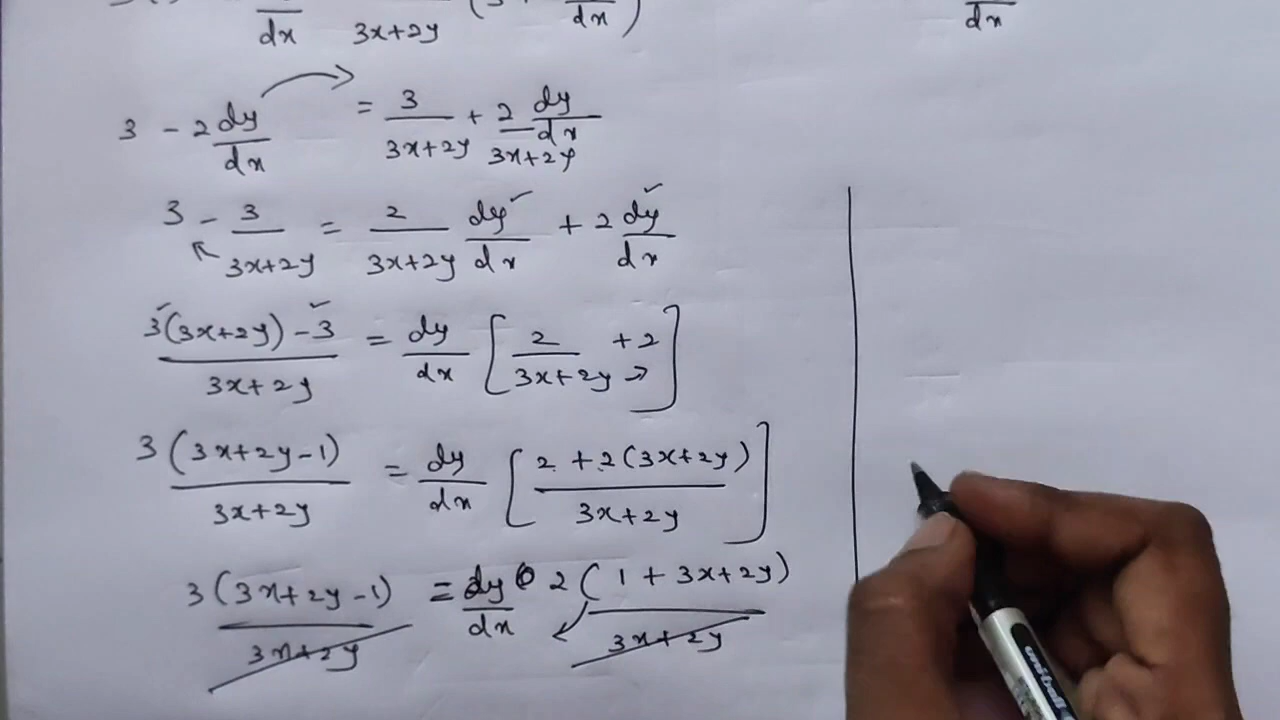 dx 3x+2y dx ) dx
3 - 2 dy/dx = 3/(3x+2y) + 2 dy/dx/(3x+2y)
3 - 3/(3x+2y) = 2/(3x+2y) dy/dx + 2 dy/dx
3(3x+2y) - 3/(3x+2y) = dy/dx [2/(3x+2y) + 2]
3(3x+2y-1)/(3x+2y) = dy/dx [2 + 2(3x+2y)/(3x+2y)]
3(3x+2y-1)/(3x+2y) = dy/dx 2(1 + 3x+2y)/(3x+2y)
uni-ball